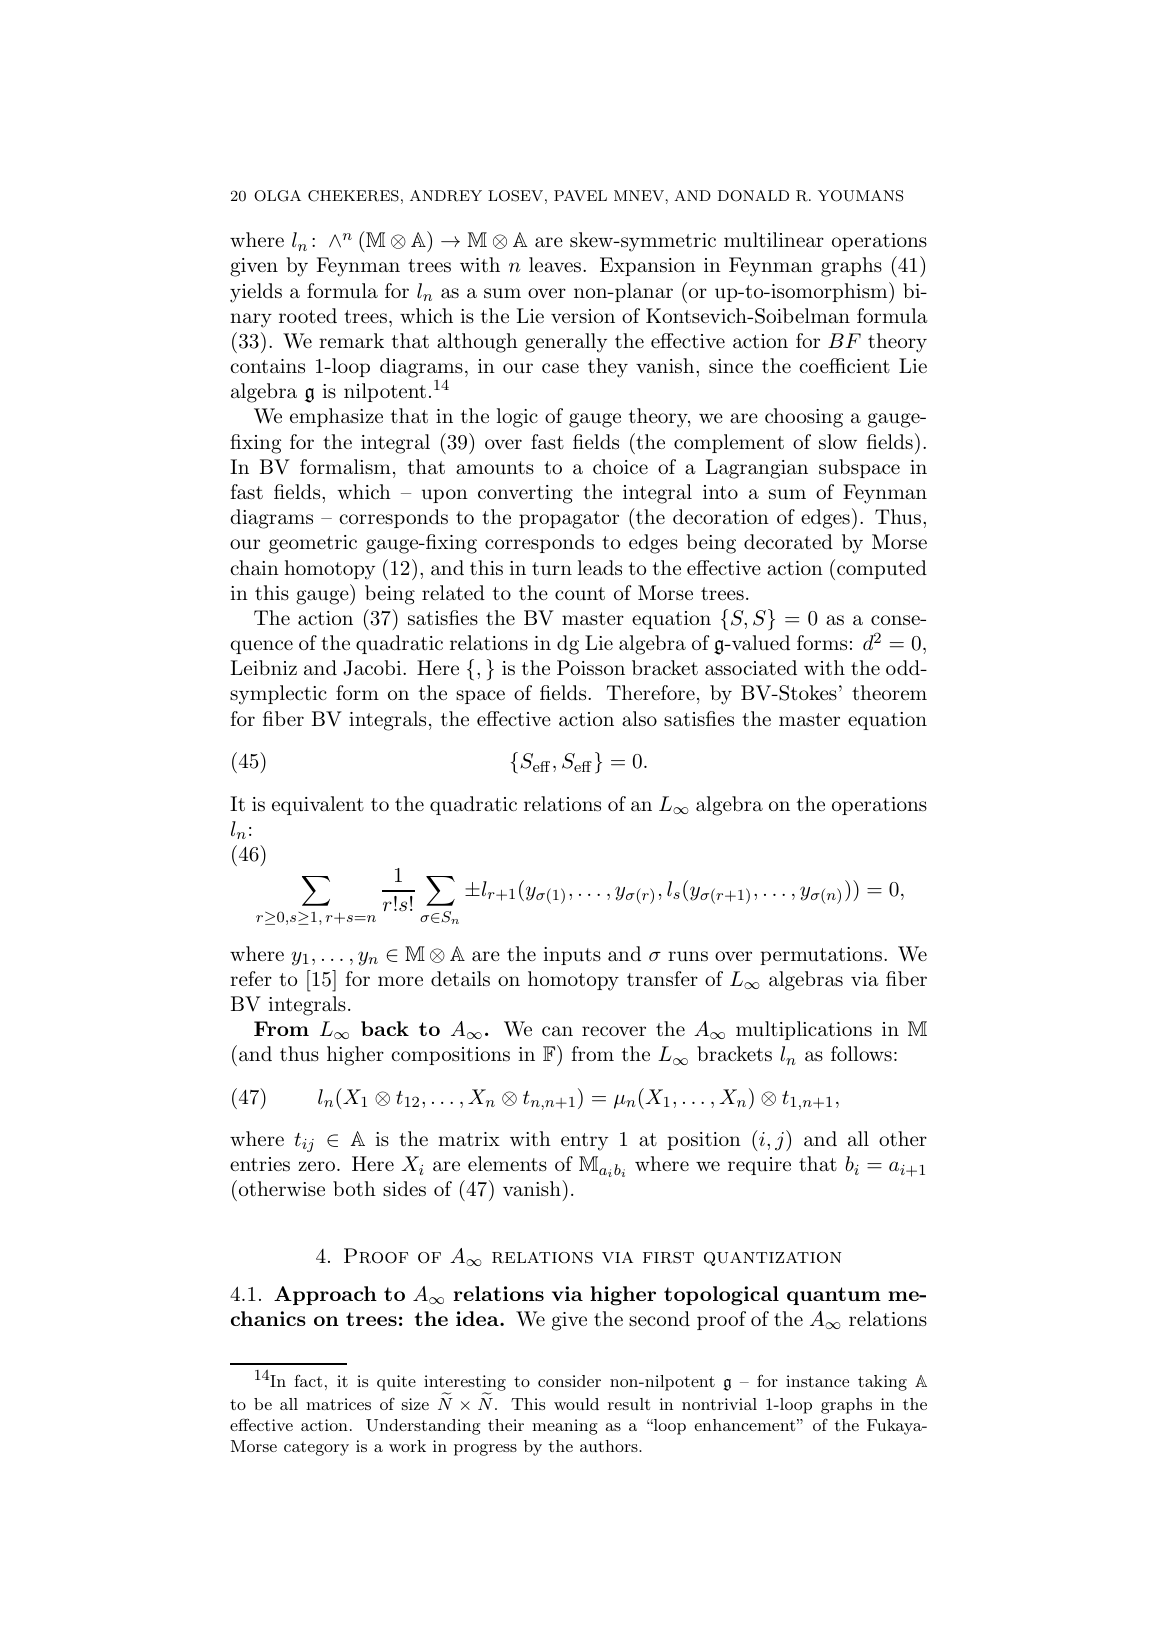 20 OLGA CHEKERES, ANDREY LOSEV, PAVEL MNEV, AND DONALD R. YOUMANS
where $l_n\colon \wedge^n (\mathbb{M} \otimes \mathbb{A}) \to \mathbb{M} \otimes \mathbb{A}$ are skew-symmetric multilinear operations
given by Feynman trees with $n$ leaves. Expansion in Feynman graphs (41)
yields a formula for $l_n$ as a sum over non-planar (or up-to-isomorphism) bi-
nary rooted trees, which is the Lie version of Kontsevich-Soibelman formula
(33). We remark that although generally the effective action for $BF$ theory
contains 1-loop diagrams, in our case they vanish, since the coefficient Lie
algebra $\mathfrak{g}$ is nilpotent.$^{14}$
We emphasize that in the logic of gauge theory, we are choosing a gauge-
fixing for the integral (39) over fast fields (the complement of slow fields).
In BV formalism, that amounts to a choice of a Lagrangian subspace in
fast fields, which – upon converting the integral into a sum of Feynman
diagrams – corresponds to the propagator (the decoration of edges). Thus,
our geometric gauge-fixing corresponds to edges being decorated by Morse
chain homotopy (12), and this in turn leads to the effective action (computed
in this gauge) being related to the count of Morse trees.
The action (37) satisfies the BV master equation $\{S, S\} = 0$ as a conse-
quence of the quadratic relations in dg Lie algebra of $\mathfrak{g}$-valued forms: $d^2 = 0$,
Leibniz and Jacobi. Here $\{,\}$ is the Poisson bracket associated with the odd-
symplectic form on the space of fields. Therefore, by BV-Stokes' theorem
for fiber BV integrals, the effective action also satisfies the master equation
(45) $\{S_{\text{eff}}, S_{\text{eff}}\} = 0.$
It is equivalent to the quadratic relations of an $L_\infty$ algebra on the operations
$l_n$:
(46)
$\sum_{r \geq 0, s \geq 1, r+s=n} \frac{1}{r!s!} \sum_{\sigma \in S_n} \pm l_{r+1}(y_{\sigma(1)}, \ldots, y_{\sigma(r)}, l_s(y_{\sigma(r+1)}, \ldots, y_{\sigma(n)})) = 0,$
where $y_1, \ldots, y_n \in \mathbb{M} \otimes \mathbb{A}$ are the inputs and $\sigma$ runs over permutations. We
refer to [15] for more details on homotopy transfer of $L_\infty$ algebras via fiber
BV integrals.
From $L_\infty$ back to $A_\infty$. We can recover the $A_\infty$ multiplications in $\mathbb{M}$
(and thus higher compositions in $\mathbb{F}$) from the $L_\infty$ brackets $l_n$ as follows:
(47) $l_n(X_1 \otimes t_{12}, \ldots, X_n \otimes t_{n,n+1}) = \mu_n(X_1, \ldots, X_n) \otimes t_{1,n+1},$
where $t_{ij} \in \mathbb{A}$ is the matrix with entry 1 at position $(i, j)$ and all other
entries zero. Here $X_i$ are elements of $\mathbb{M}_{a_i b_i}$ where we require that $b_i = a_{i+1}$
(otherwise both sides of (47) vanish).
4. PROOF OF $A_\infty$ RELATIONS VIA FIRST QUANTIZATION
4.1. Approach to $A_\infty$ relations via higher topological quantum me-
chanics on trees: the idea. We give the second proof of the $A_\infty$ relations
$^{14}$In fact, it is quite interesting to consider non-nilpotent $\mathfrak{g}$ – for instance taking $\mathbb{A}$
to be all matrices of size $\widetilde{N} \times \widetilde{N}$. This would result in nontrivial 1-loop graphs in the
effective action. Understanding their meaning as a “loop enhancement” of the Fukaya-
Morse category is a work in progress by the authors.